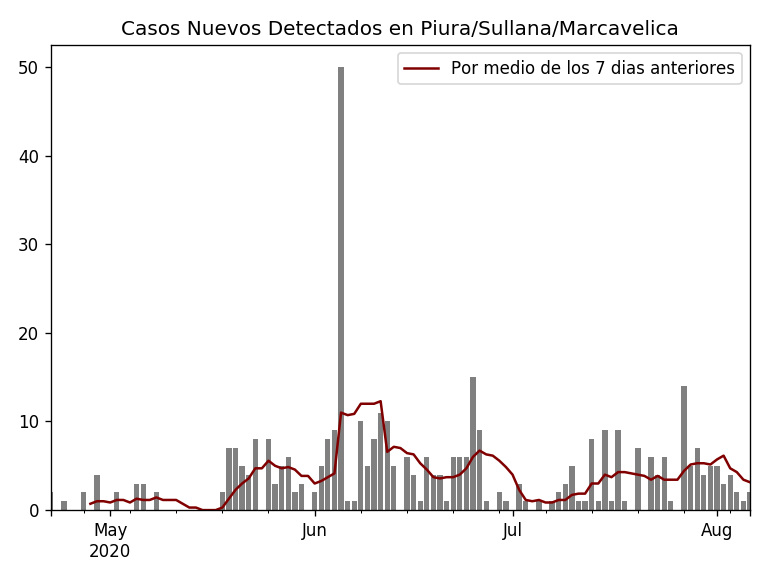 Casos Nuevos Detectados en Piura/Sullana/Marcavelica
Por medio de los 7 dias anteriores
50
40
30
20
10
0
May Jun Jul Aug
2020